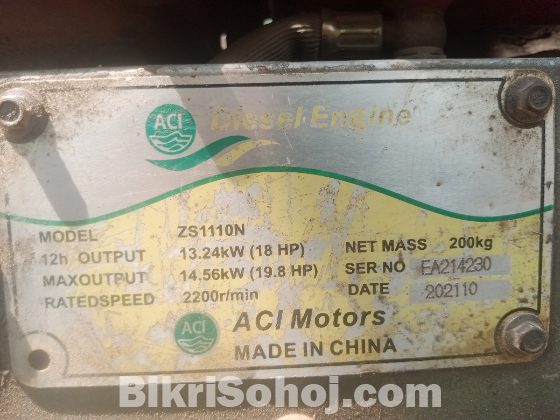 ACI Diesel Engine
MODEL ZS1110N
12h OUTPUT 13.24kW (18 HP) NET MASS 200kg
MAXOUTPUT 14.56kW (19.8 HP) SER NO EA214230
RATEDSPEED 2200r/min DATE 202110
ACI ACI Motors
MADE IN CHINA
BikriSohoj.com